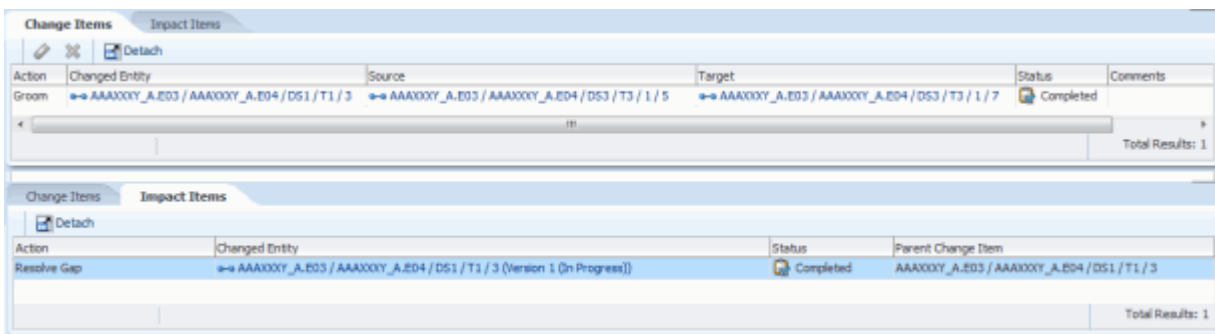 Change Items Impact Items
Detach
Action Changed Entity Source Target Status Comments
Groom AAAXXXY_A.E03 / AAAXXXY_A.E04 / DS1 / T1 / 3 AAAXXXY_A.E03 / AAAXXXY_A.E04 / DS3 / T3 / 1 / 5 AAAXXXY_A.E03 / AAAXXXY_A.E04 / DS3 / T3 / 1 / 7 Completed
Total Results: 1
Change Items Impact Items
Detach
Action Changed Entity Status Parent Change Item
Resolve Gap AAAXXXY_A.E03 / AAAXXXY_A.E04 / DS1 / T1 / 3 (Version 1 (In Progress)) Completed AAAXXXY_A.E03 / AAAXXXY_A.E04 / DS1 / T1 / 3
Total Results: 1